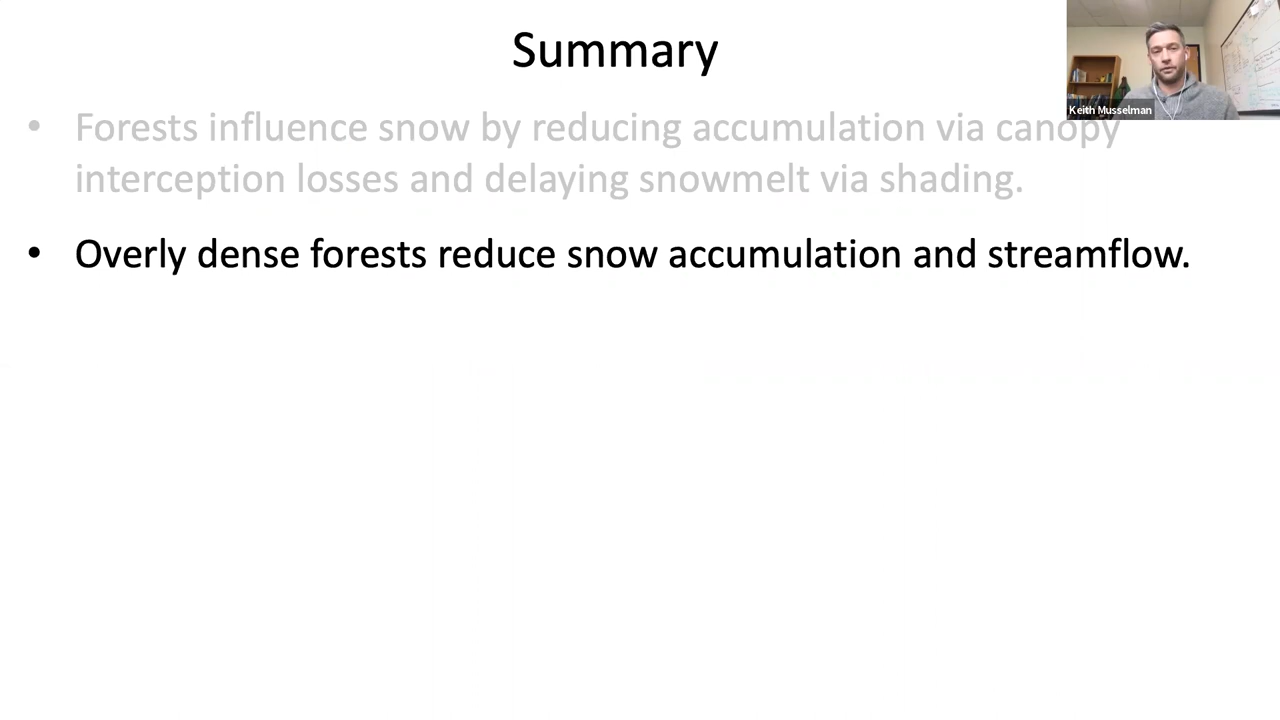 Summary
Keith Musselman
• Forests influence snow by reducing accumulation via canopy
interception losses and delaying snowmelt via shading.
• Overly dense forests reduce snow accumulation and streamflow.